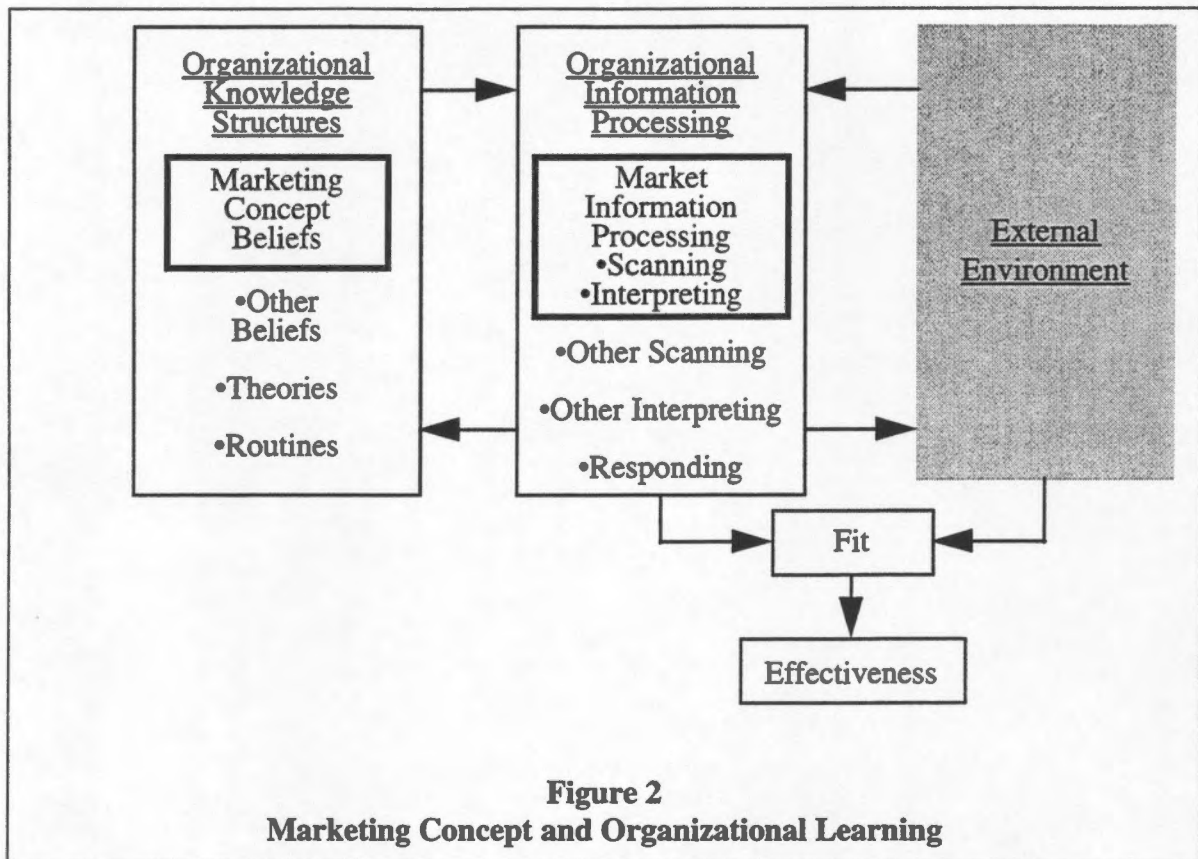 Organizational
Knowledge
Structures
Marketing
Concept
Beliefs
•Other
Beliefs
•Theories
•Routines
Organizational
Information
Processing
Market
Information
Processing
•Scanning
•Interpreting
•Other Scanning
•Other Interpreting
•Responding
External
Environment
Fit
Effectiveness
Figure 2
Marketing Concept and Organizational Learning